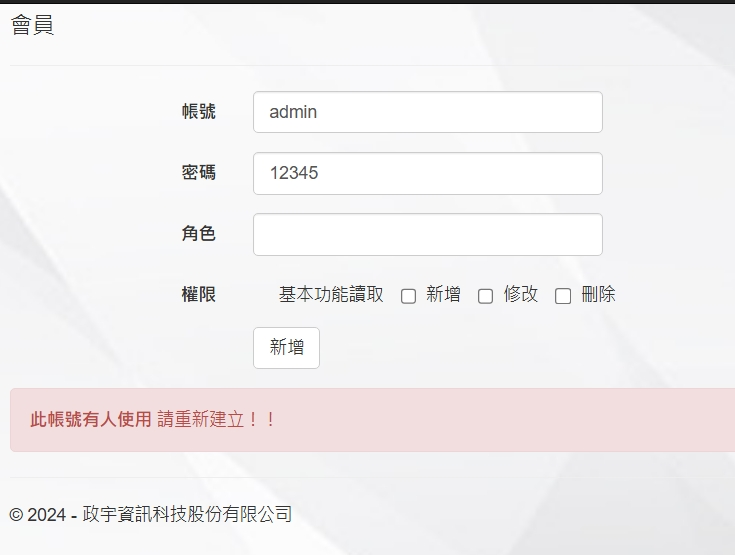 會員
帳號 admin
密碼 12345
角色
權限 基本功能讀取 新增 修改 刪除
新增
此帳號有人使用 請重新建立！！
© 2024 - 政宇資訊科技股份有限公司